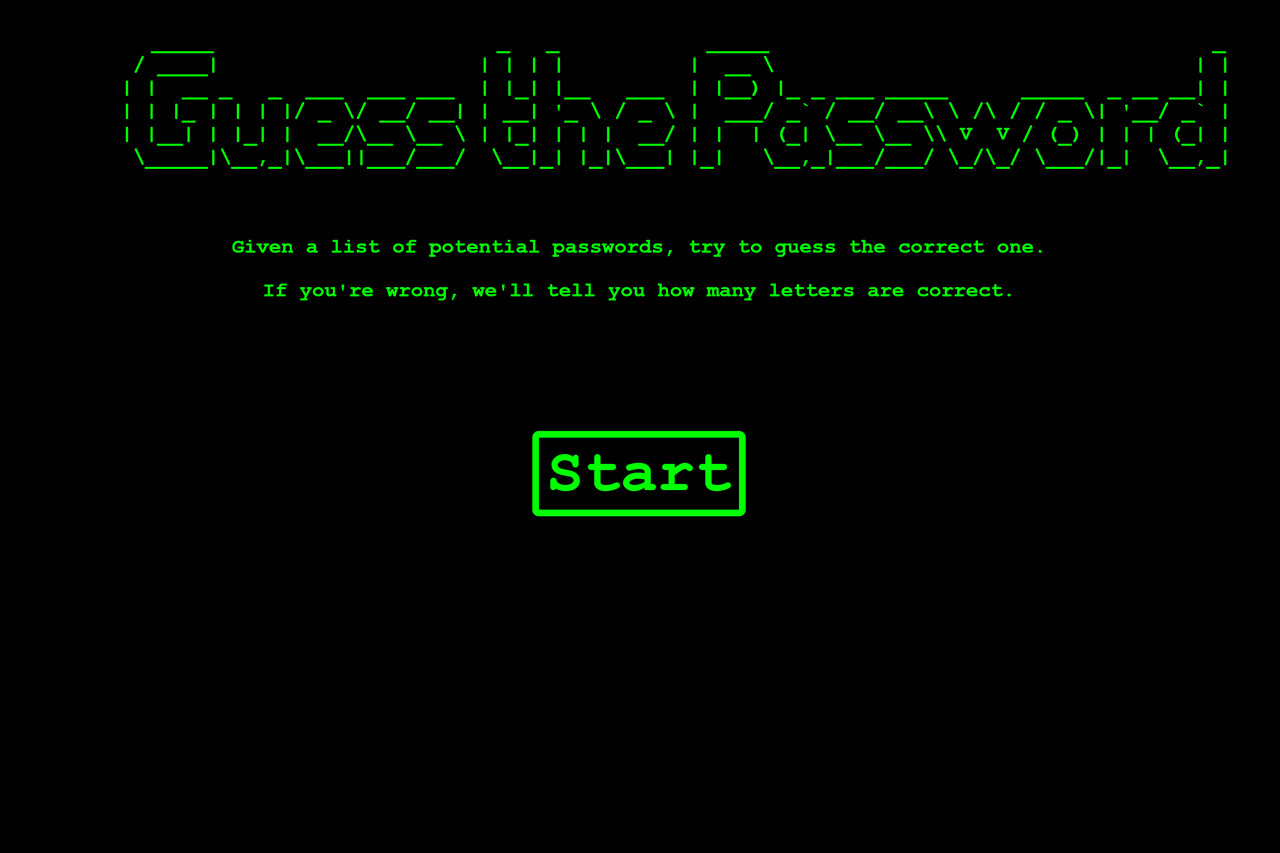 Guess the Password
Given a list of potential passwords, try to guess the correct one.
If you're wrong, we'll tell you how many letters are correct.
Start